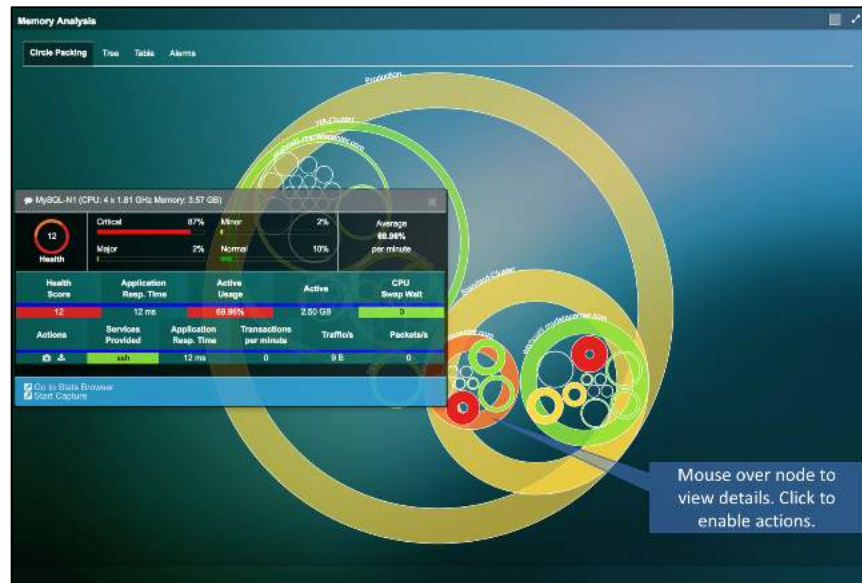 Memory Analysis
Circle Packing Tree Table Alarms
Production
HA-Cluster
Standard-Cluster
MySQL-N1 (CPU: 4 x 1.81 GHz Memory: 3.57 GB)
12
Health
Critical 87% Minor 2%
Major 2% Normal 10%
Average
69.96%
per minute
Health Score Application Resp. Time Active Usage Active CPU Swap Wait
12 12 ms 69.96% 2.50 GB 0
Actions Services Provided Application Resp. Time Transactions per minute Traffic/s Packets/s
ssh 12 ms 0 9 B 0
Go to Stats Browser
Start Capture
Mouse over node to
view details. Click to
enable actions.